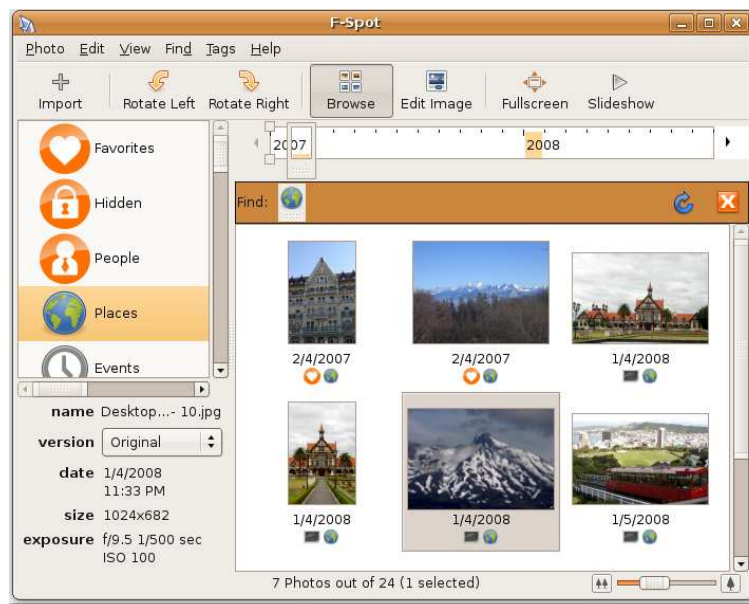 F-Spot
Photo Edit View Find Tags Help
Import Rotate Left Rotate Right Browse Edit Image Fullscreen Slideshow
Favorites
Hidden
People
Places
Events
2007 2008
Find:
2/4/2007 2/4/2007 1/4/2008
1/4/2008 1/4/2008 1/5/2008
name Desktop...- 10.jpg
version Original
date 1/4/2008
11:33 PM
size 1024x682
exposure f/9.5 1/500 sec
ISO 100
7 Photos out of 24 (1 selected)